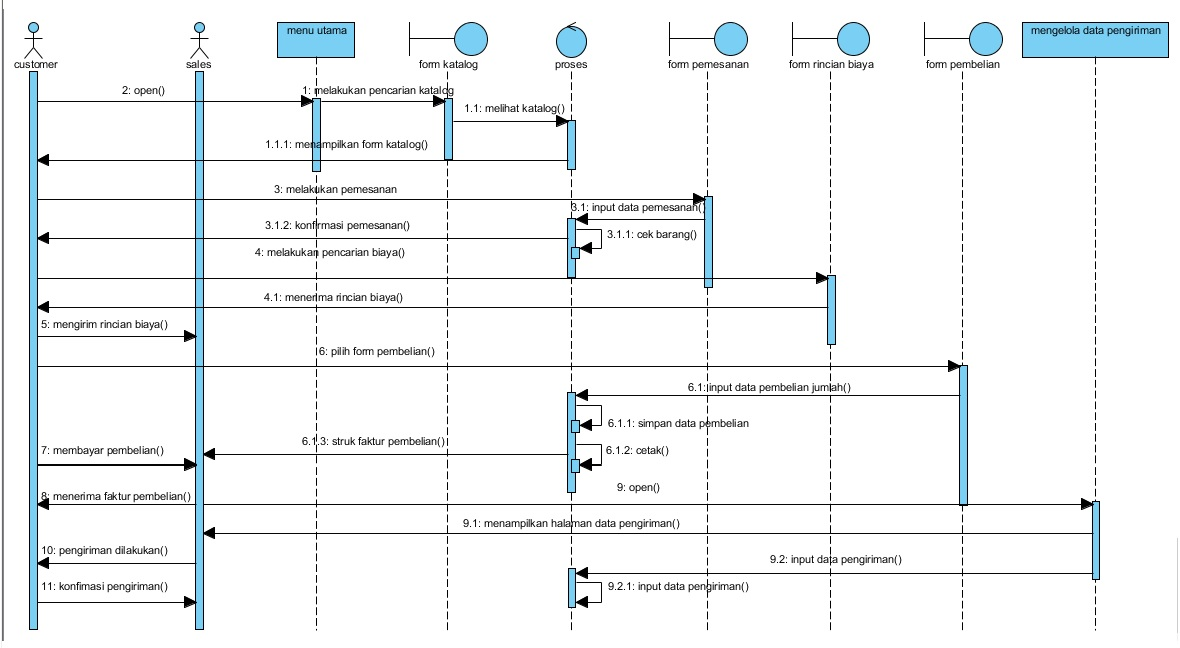 menu utama
mengelola data pengiriman
customer
sales
form katalog
proses
form pemesanan
form rincian biaya
form pembelian
2: open()
1: melakukan pencarian katalog
1.1: melihat katalog()
1.1.1: menampilkan form katalog()
3: melakukan pemesanan
3.1: input data pemesanan()
3.1.2: konfirmasi pemesanan()
3.1.1: cek barang()
4: melakukan pencarian biaya()
4.1: menerima rincian biaya()
5: mengirim rincian biaya()
6: pilih form pembelian()
6.1: input data pembelian jumlah()
6.1.1: simpan data pembelian
6.1.3: struk faktur pembelian()
7: membayar pembelian()
6.1.2: cetak()
9: open()
8: menerima faktur pembelian()
9.1: menampilkan halaman data pengiriman()
10: pengiriman dilakukan()
9.2: input data pengiriman()
11: konfimasi pengiriman()
9.2.1: input data pengiriman()